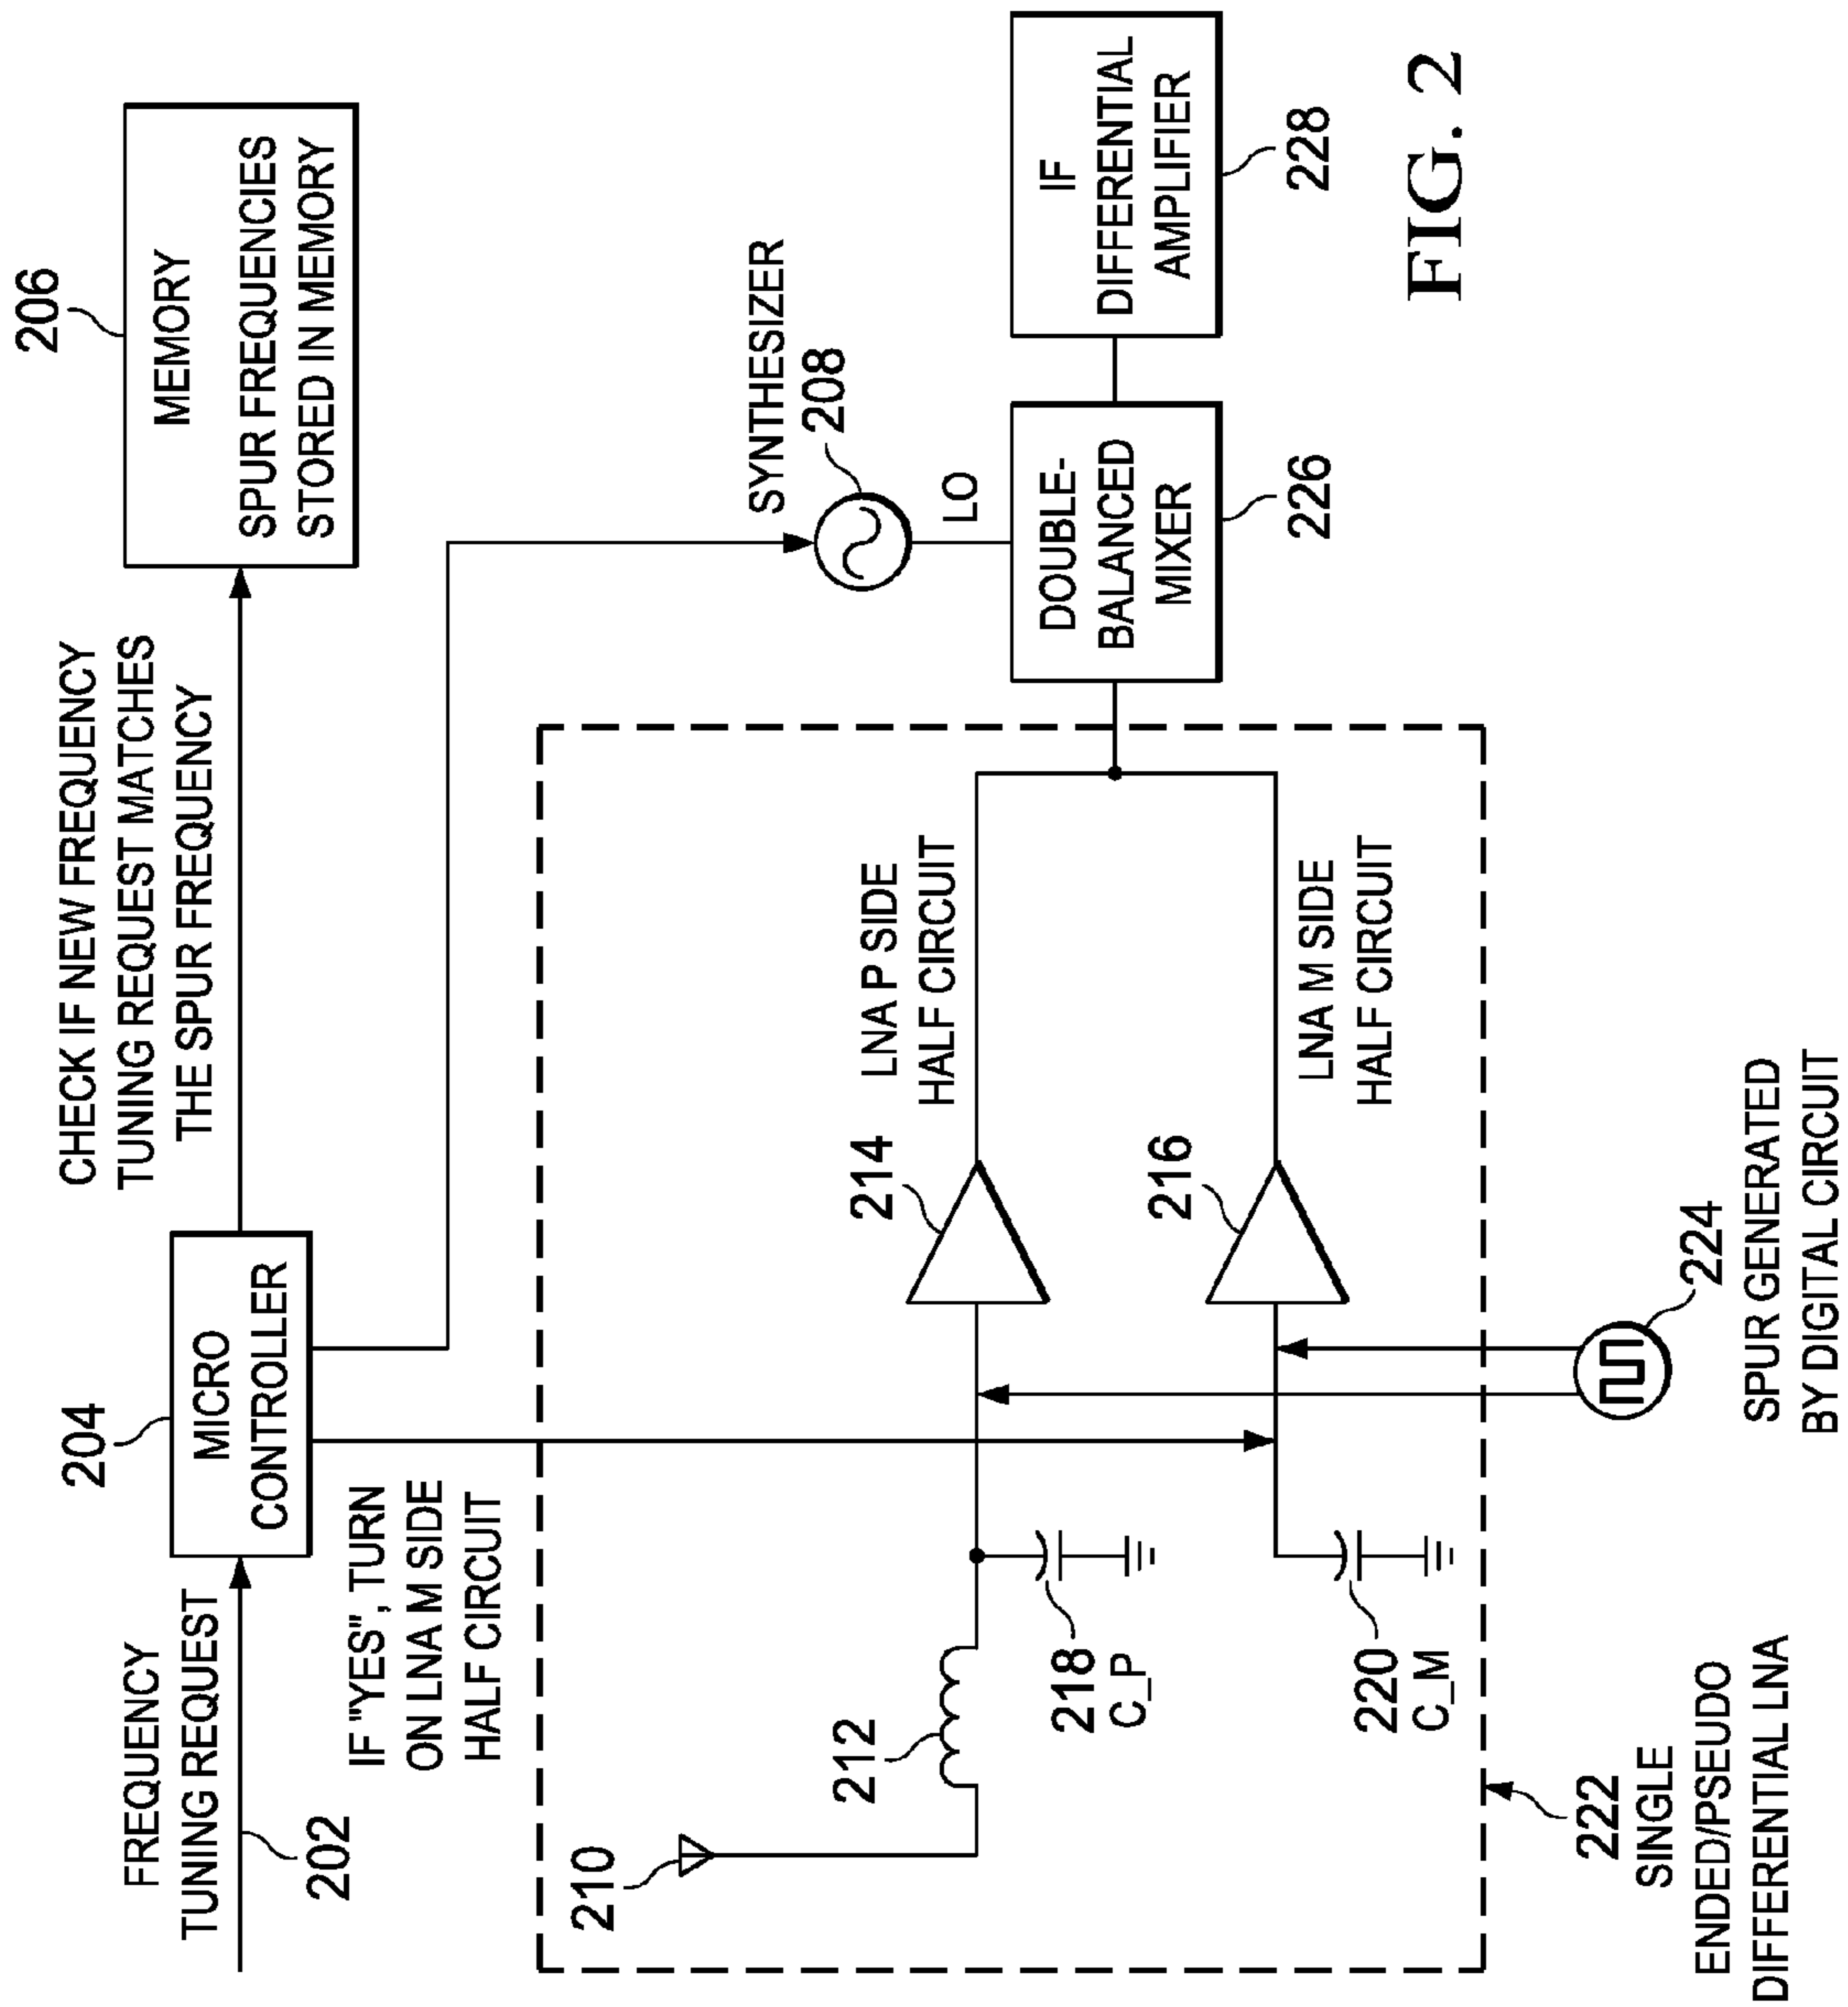 FREQUENCY
TUNING REQUEST
202
204
MICRO
CONTROLLER
CHECK IF NEW FREQUENCY
TUNING REQUEST MATCHES
THE SPUR FREQUENCY
206
MEMORY
SPUR FREQUENCIES
STORED IN MEMORY
IF "YES", TURN
ON LNA M SIDE
HALF CIRCUIT
SYNTHESIZER
208
LO
210
212
214
LNA P SIDE
HALF CIRCUIT
218
C_P
216
LNA M SIDE
HALF CIRCUIT
220
C_M
DOUBLE-
BALANCED
MIXER
226
IF
DIFFERENTIAL
AMPLIFIER
228
222
SINGLE
ENDED/PSEUDO
DIFFERENTIAL LNA
224
SPUR GENERATED
BY DIGITAL CIRCUIT
FIG. 2